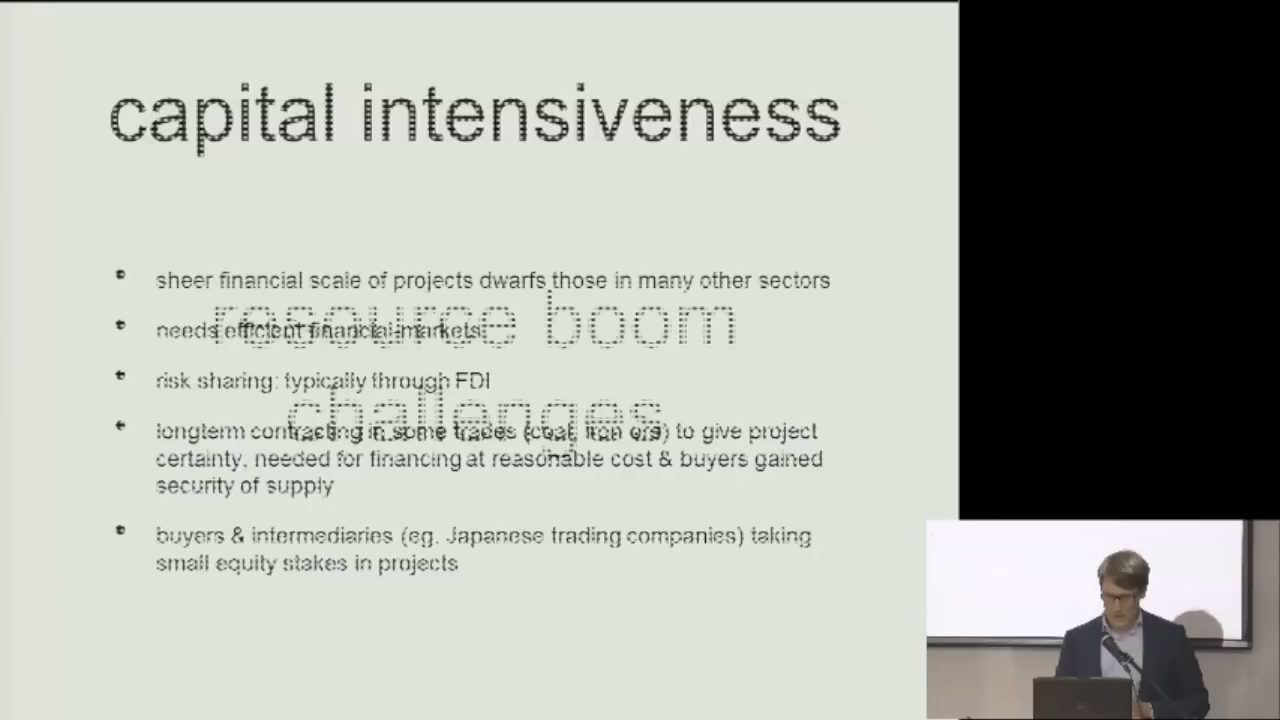 capital intensiveness
sheer financial scale of projects dwarfs those in many other sectors
resource boom
needs efficient financial markets
risk sharing: typically through FDI
challenges
longterm contracting in some trades (coal, iron ore) to give project
certainty, needed for financing at reasonable cost & buyers gained
security of supply
buyers & intermediaries (eg. Japanese trading companies) taking
small equity stakes in projects